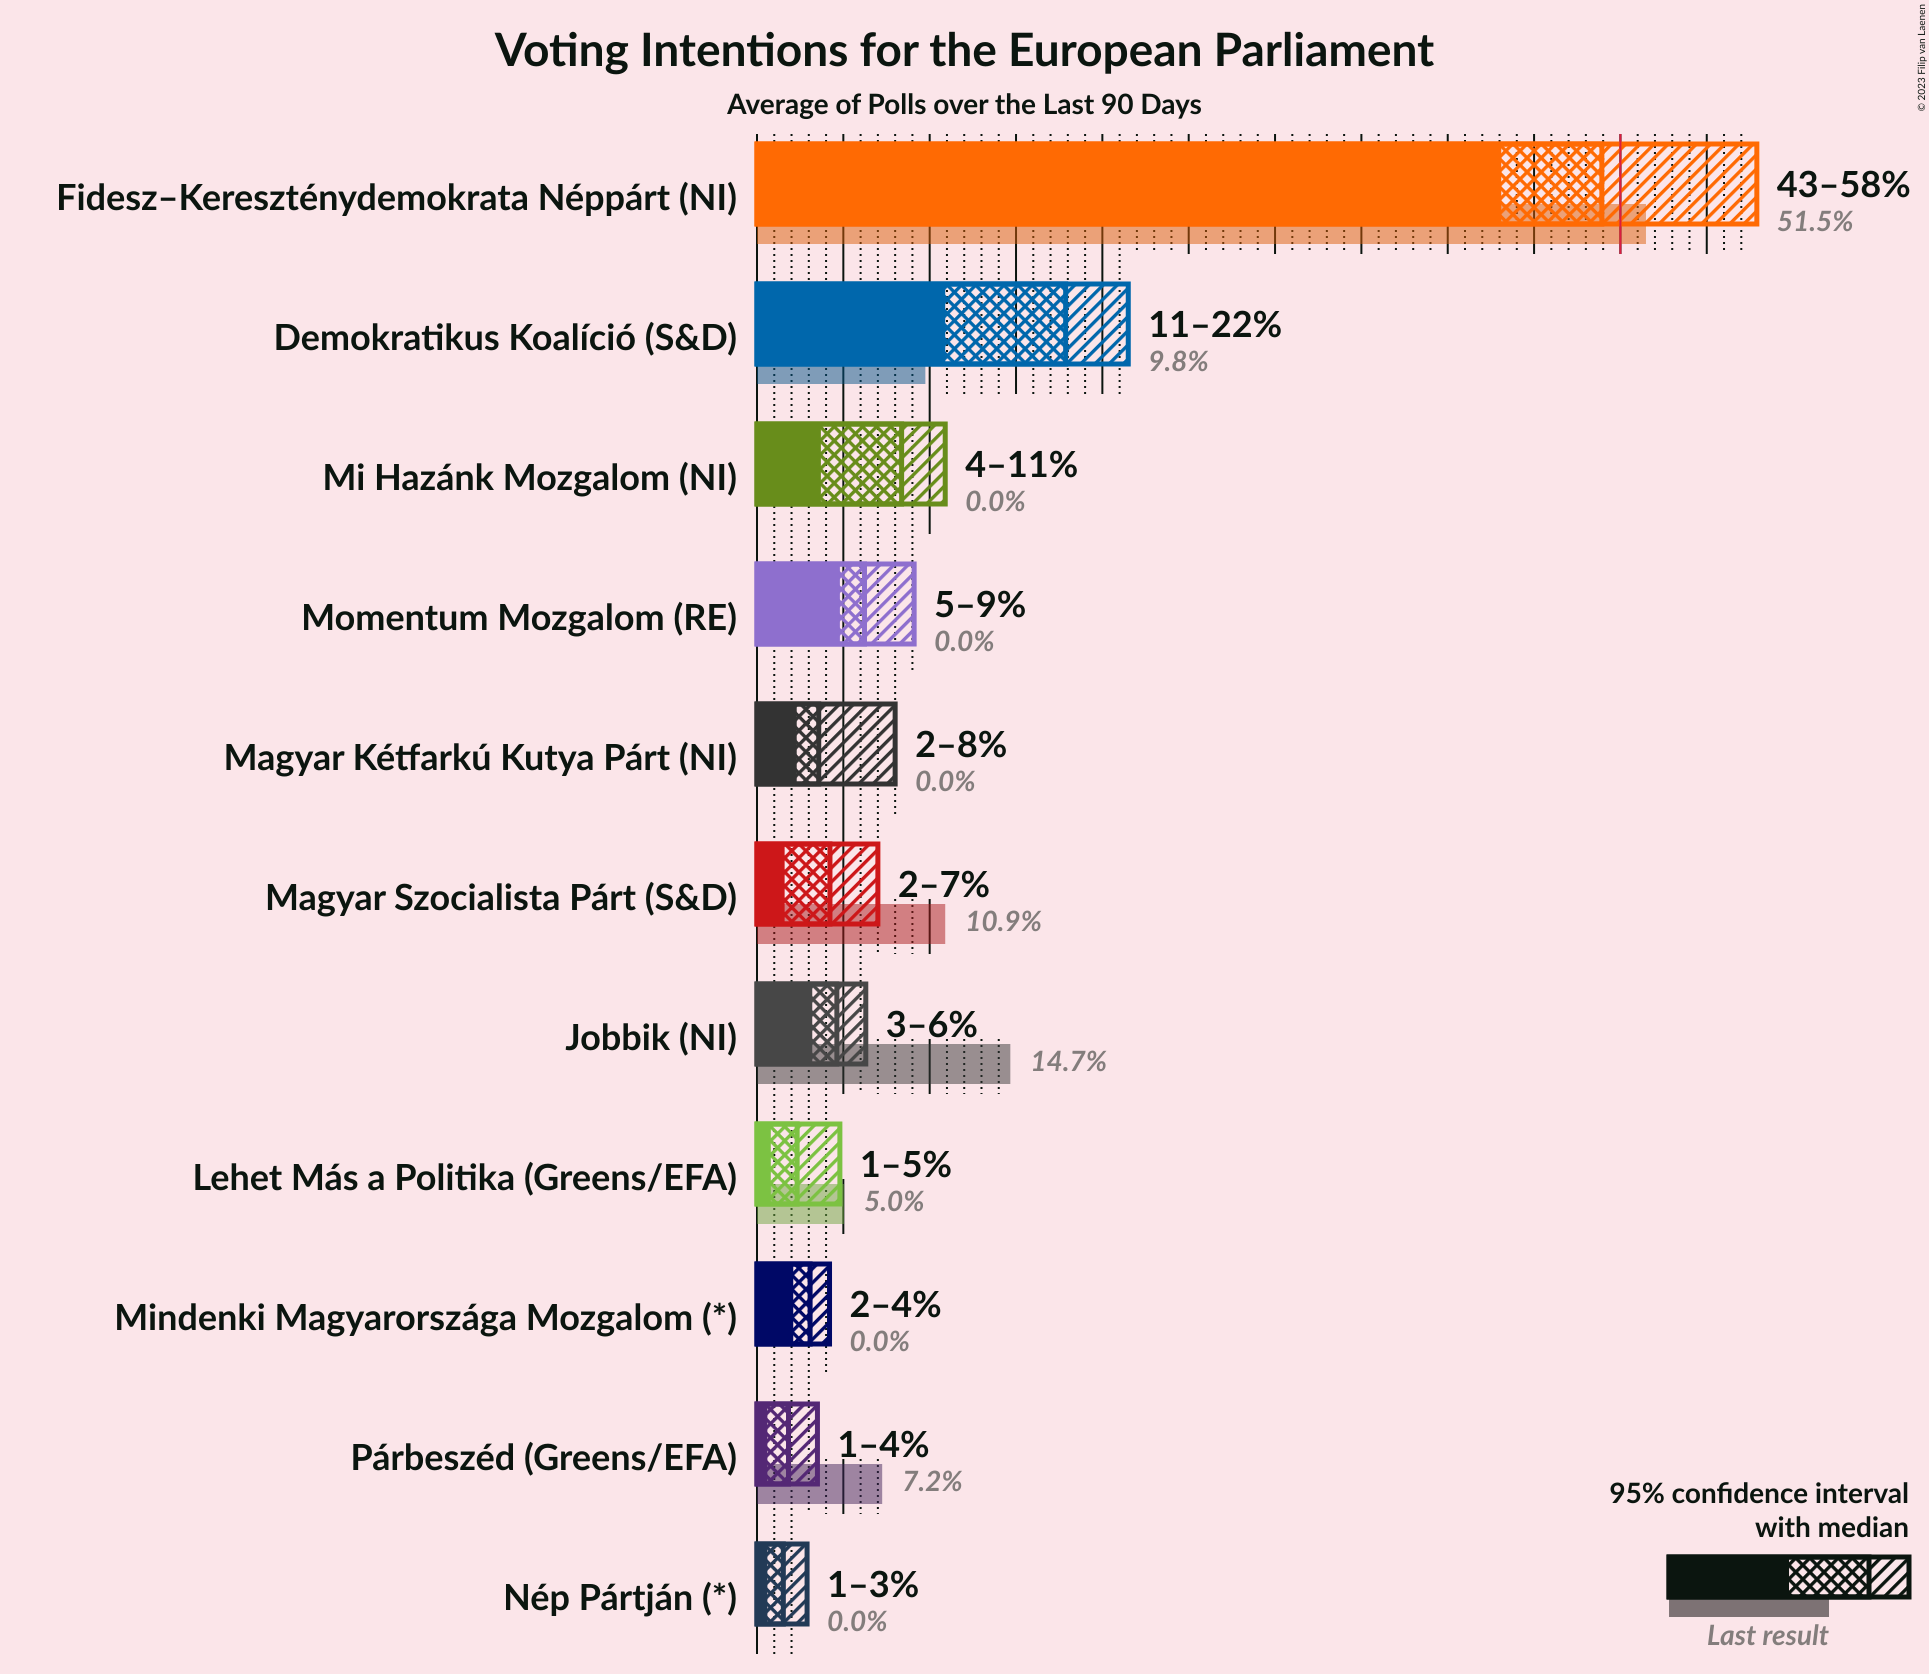 Voting Intentions for the European Parliament
Average of Polls over the Last 90 Days
© 2023 Filip van Laenen
Fidesz–Kereszténydemokrata Néppárt (NI)
43–58%
51.5%
Demokratikus Koalíció (S&D)
11–22%
9.8%
Mi Hazánk Mozgalom (NI)
4–11%
0.0%
Momentum Mozgalom (RE)
5–9%
0.0%
Magyar Kétfarkú Kutya Párt (NI)
2–8%
0.0%
Magyar Szocialista Párt (S&D)
2–7%
10.9%
Jobbik (NI)
3–6%
14.7%
Lehet Más a Politika (Greens/EFA)
1–5%
5.0%
Mindenki Magyarországa Mozgalom (*)
2–4%
0.0%
Párbeszéd (Greens/EFA)
1–4%
7.2%
Nép Pártján (*)
1–3%
0.0%
95% confidence interval
with median
Last result